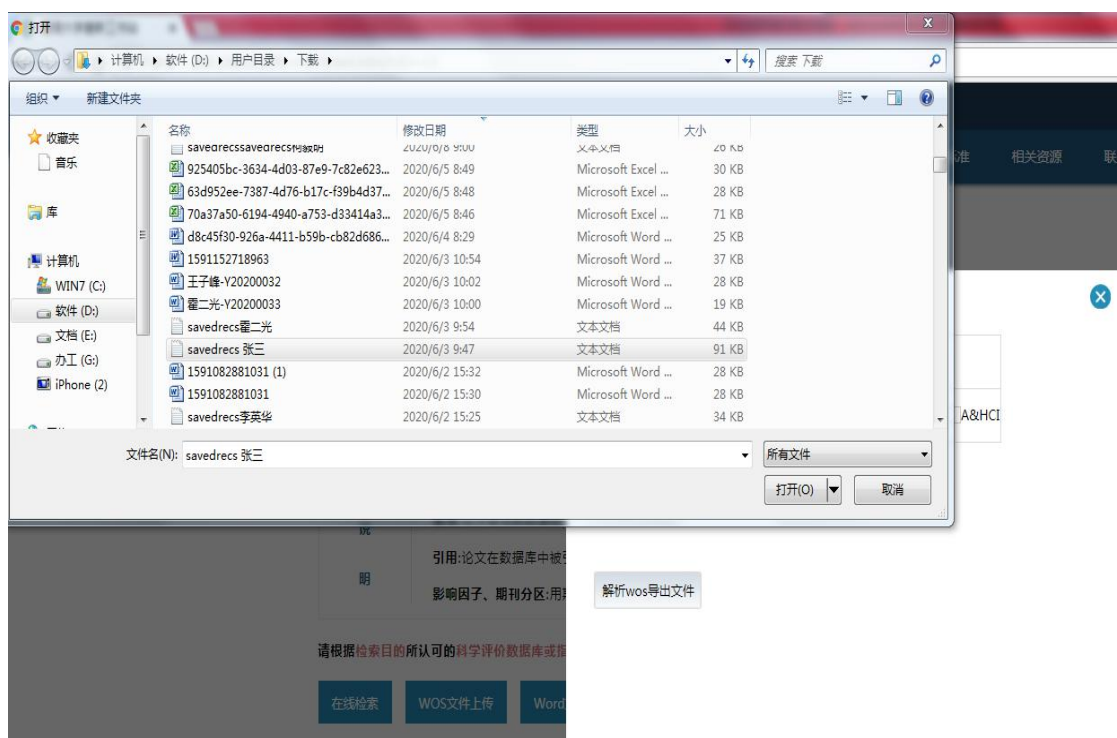 打开
X
计算机 ▸ 软件 (D:) ▸ 用户目录 ▸ 下载 ▸
搜索 下载
组织 ▼ 新建文件夹
名称 修改日期 类型 大小
2020/6/8 9:00 文本文档 26 KB
925405bc-3634-4d03-87e9-7c82e623... 2020/6/5 8:49 Microsoft Excel ... 30 KB
63d952ee-7387-4d76-b17c-f39b4d37... 2020/6/5 8:48 Microsoft Excel ... 28 KB
70a37a50-6194-4940-a753-d33414a3... 2020/6/5 8:46 Microsoft Excel ... 71 KB
d8c45f30-926a-4411-b59b-cb82d686... 2020/6/4 8:29 Microsoft Word ... 25 KB
1591152718963 2020/6/3 10:54 Microsoft Word ... 37 KB
王子峰-Y20200032 2020/6/3 10:02 Microsoft Word ... 28 KB
霍二光-Y20200033 2020/6/3 10:00 Microsoft Word ... 19 KB
savedrecs霍二光 2020/6/3 9:54 文本文档 44 KB
savedrecs 张三 2020/6/3 9:47 文本文档 91 KB
1591082881031 (1) 2020/6/2 15:32 Microsoft Word ... 28 KB
1591082881031 2020/6/2 15:30 Microsoft Word ... 28 KB
savedrecs李英华 2020/6/2 15:25 文本文档 34 KB
收藏夹
音乐
库
计算机
WIN7 (C:)
软件 (D:)
文档 (E:)
办工 (G:)
iPhone (2)
文件名(N): savedrecs 张三
所有文件
打开(O) 取消
相关资源 联
A&HCI
明
引用:论文在数据库中被
影响因子、期刊分区:用
解析wos导出文件
请根据检索目的所认可的科学评价数据库或指
在线检索 WOS文件上传 Word